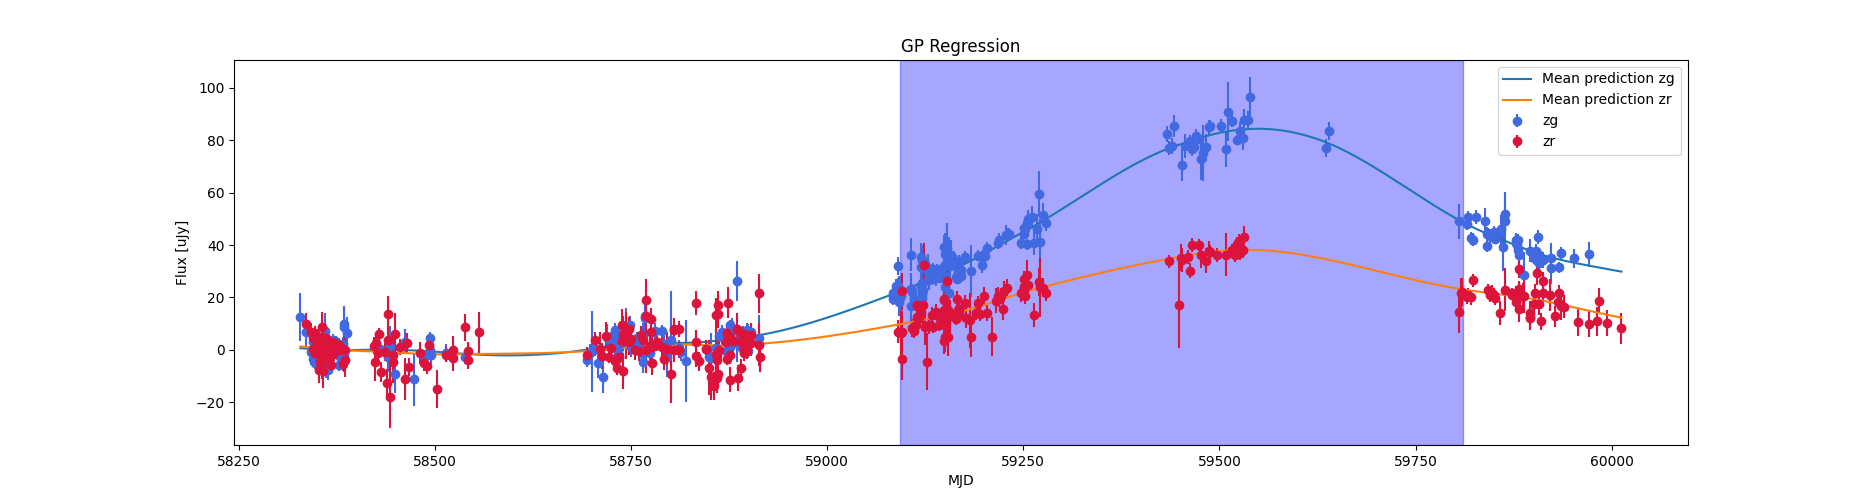 GP Regression
Flux [uJy]
100
80
60
40
20
0
−20
58250 58500 58750 59000 59250 59500 59750 60000
MJD
Mean prediction zg
Mean prediction zr
zg
zr